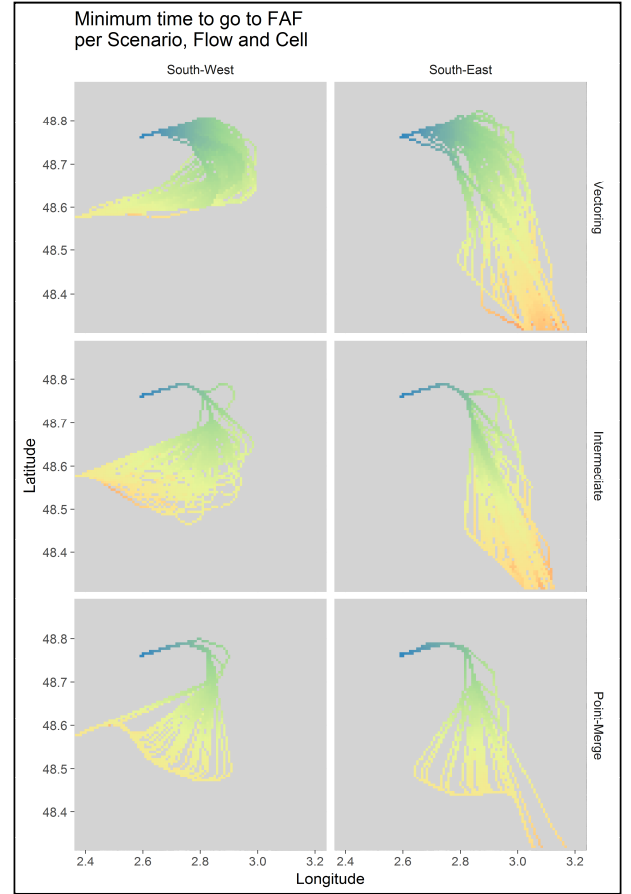 Minimum time to go to FAF
per Scenario, Flow and Cell
South-West South-East
48.8
48.7
48.6
48.5
48.4
Vectoring
48.8
48.7
48.6
48.5
48.4
Intermeciate
Latitude
48.8
48.7
48.6
48.5
48.4
Point-Merge
2.4 2.6 2.8 3.0 3.2 2.4 2.6 2.8 3.0 3.2
Longitude